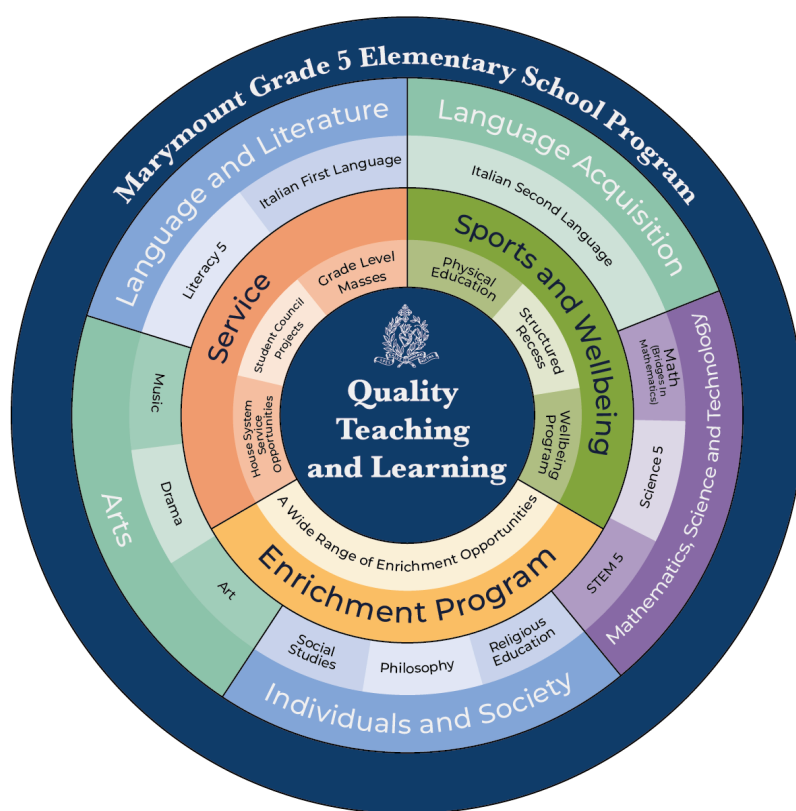 Marymount Grade 5 Elementary School Program
Language and Literature
Italian First Language
Literacy 5
Language Acquisition
Italian Second Language
Mathematics, Science and Technology
Math
(Bridges In
Mathematics)
Science 5
STEM 5
Individuals and Society
Religious
Education
Philosophy
Social
Studies
Arts
Art
Drama
Music
Service
Grade Level
Masses
Student Council
Projects
House System
Service
Opportunities
Sports and Wellbeing
Physical
Education
Structured
Recess
Wellbeing
Program
Enrichment Program
A Wide Range of Enrichment Opportunities
Quality
Teaching
and Learning